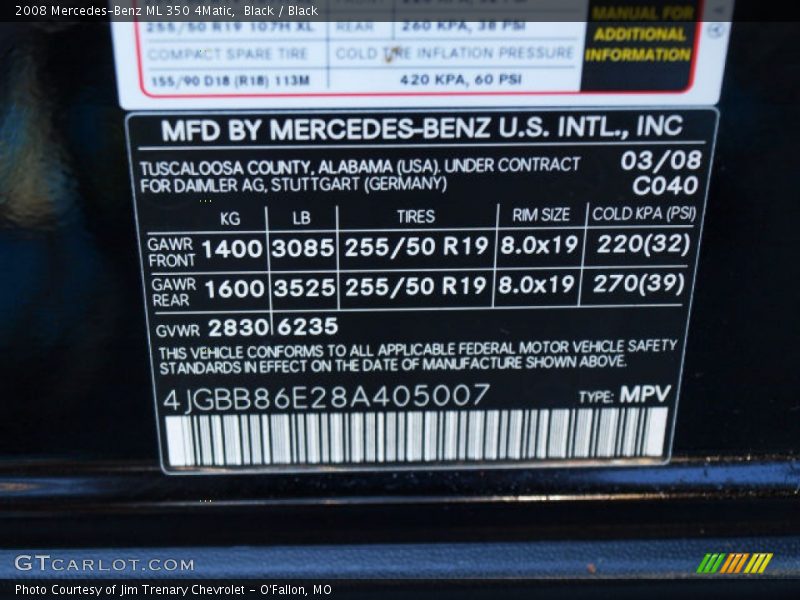 2008 Mercedes-Benz ML 350 4Matic, Black / Black
MANUAL FOR
255/50 R19 107H XL REAR 260 KPA, 38 PSI
ADDITIONAL
COMPACT SPARE TIRE COLD TIRE INFLATION PRESSURE
INFORMATION
155/90 D18 (R18) 113M 420 KPA, 60 PSI
MFD BY MERCEDES-BENZ U.S. INTL., INC
TUSCALOOSA COUNTY, ALABAMA (USA). UNDER CONTRACT 03/08
FOR DAIMLER AG, STUTTGART (GERMANY) C040
KG LB TIRES RIM SIZE COLD KPA (PSI)
GAWR FRONT 1400 3085 255/50 R19 8.0x19 220(32)
GAWR REAR 1600 3525 255/50 R19 8.0x19 270(39)
GVWR 2830 6235
THIS VEHICLE CONFORMS TO ALL APPLICABLE FEDERAL MOTOR VEHICLE SAFETY
STANDARDS IN EFFECT ON THE DATE OF MANUFACTURE SHOWN ABOVE.
4JGBB86E28A405007 TYPE: MPV
GTCARLOT.COM
Photo Courtesy of Jim Trenary Chevrolet - O'Fallon, MO